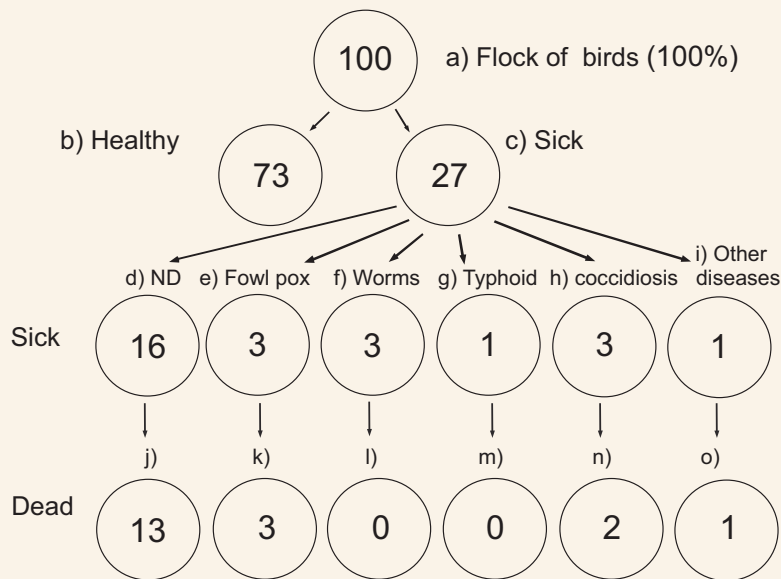 100
a) Flock of birds (100%)
b) Healthy
c) Sick
73
27
d) ND
e) Fowl pox
f) Worms
g) Typhoid
h) coccidiosis
i) Other
diseases
Sick
16
3
3
1
3
1
j)
k)
l)
m)
n)
o)
Dead
13
3
0
0
2
1